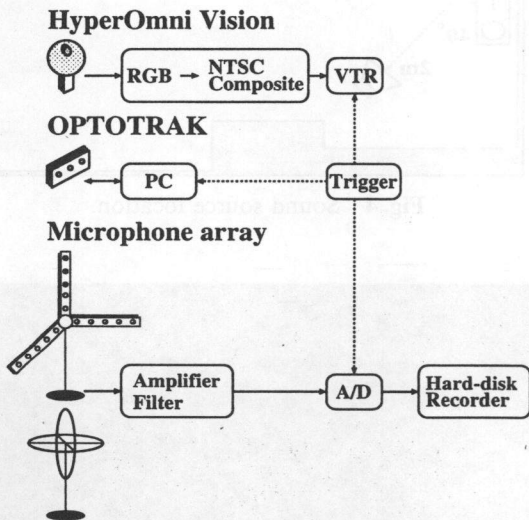 HyperOmni Vision
RGB
NTSC
Composite
VTR
OPTOTRAK
PC
Trigger
Microphone array
Amplifier
Filter
A/D
Hard-disk
Recorder